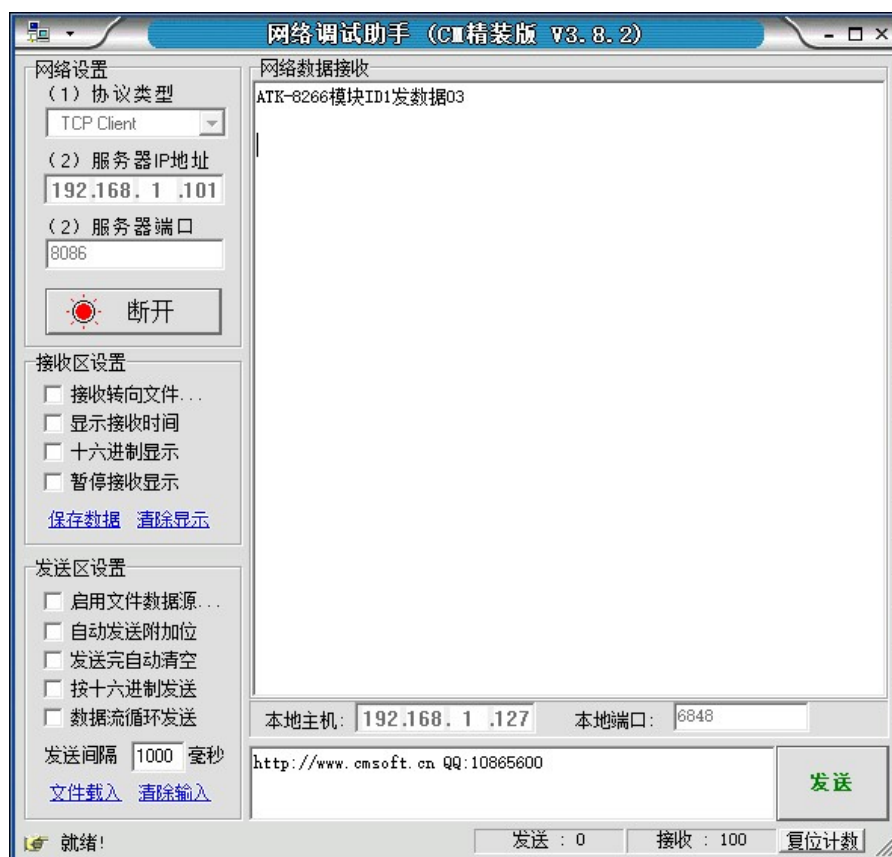 网络调试助手 (CⅢ精装版 V3.8.2)
网络设置
(1) 协议类型
TCP Client
(2) 服务器IP地址
192.168. 1 .101
(2) 服务器端口
8086
断开
接收区设置
接收转向文件...
显示接收时间
十六进制显示
暂停接收显示
保存数据 清除显示
发送区设置
启用文件数据源...
自动发送附加位
发送完自动清空
按十六进制发送
数据流循环发送
发送间隔 1000 毫秒
文件载入 清除输入
网络数据接收
ATK-8266模块ID1发数据03
本地主机: 192.168. 1 .127 本地端口: 6848
http://www.cmsoft.cn QQ:10865600
发送
就绪!
发送 : 0 接收 : 100 复位计数